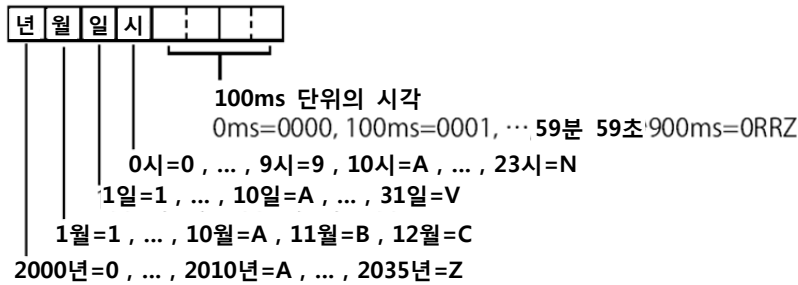 년 월 일 시
100ms 단위의 시각
0ms=0000, 100ms=0001, … 59분 59초 900ms=0RRZ
0시=0 , ... , 9시=9 , 10시=A , ... , 23시=N
1일=1 , ... , 10일=A , ... , 31일=V
1월=1 , ... , 10월=A , 11월=B , 12월=C
2000년=0 , ... , 2010년=A , ... , 2035년=Z